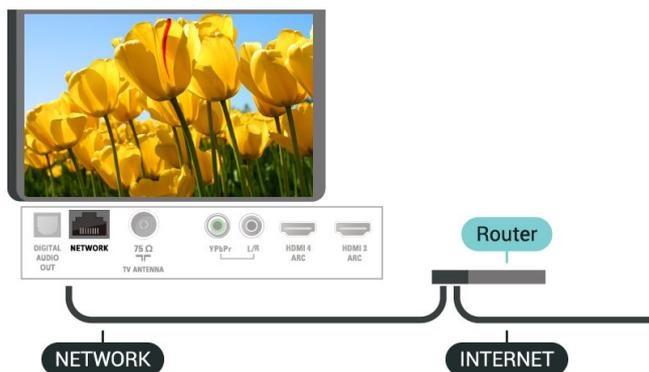 DIGITAL
AUDIO
OUT
NETWORK
75 Ω
TV ANTENNA
YPbPr
L/R
HDMI 4
ARC
HDMI 3
ARC
Router
NETWORK
INTERNET